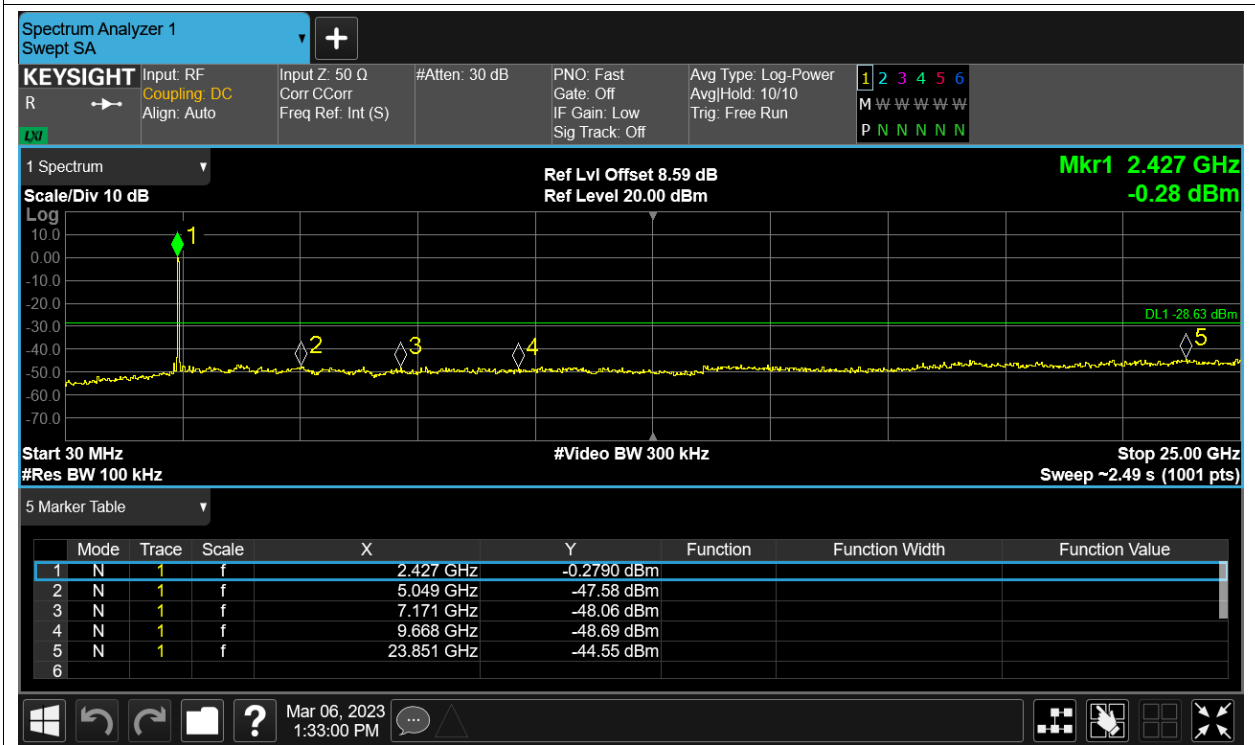 Spectrum Analyzer 1
Swept SA
KEYSIGHT
R
LXI
Input: RF
Coupling: DC
Align: Auto
Input Z: 50 Ω
Corr CCorr
Freq Ref: Int (S)
#Atten: 30 dB
PNO: Fast
Gate: Off
IF Gain: Low
Sig Track: Off
Avg Type: Log-Power
Avg|Hold: 10/10
Trig: Free Run
1 2 3 4 5 6
M W W W W W
P N N N N N
1 Spectrum
Scale/Div 10 dB
Ref Lvl Offset 8.59 dB
Ref Level 20.00 dBm
Mkr1 2.427 GHz
-0.28 dBm
Log
10.0
0.00
-10.0
-20.0
-30.0
-40.0
-50.0
-60.0
-70.0
1
2
3
4
5
DL1 -28.63 dBm
Start 30 MHz
#Video BW 300 kHz
Stop 25.00 GHz
#Res BW 100 kHz
Sweep ~2.49 s (1001 pts)
5 Marker Table
Mode Trace Scale X Y Function Function Width Function Value
1 N 1 f 2.427 GHz -0.2790 dBm
2 N 1 f 5.049 GHz -47.58 dBm
3 N 1 f 7.171 GHz -48.06 dBm
4 N 1 f 9.668 GHz -48.69 dBm
5 N 1 f 23.851 GHz -44.55 dBm
6
?
Mar 06, 2023
1:33:00 PM